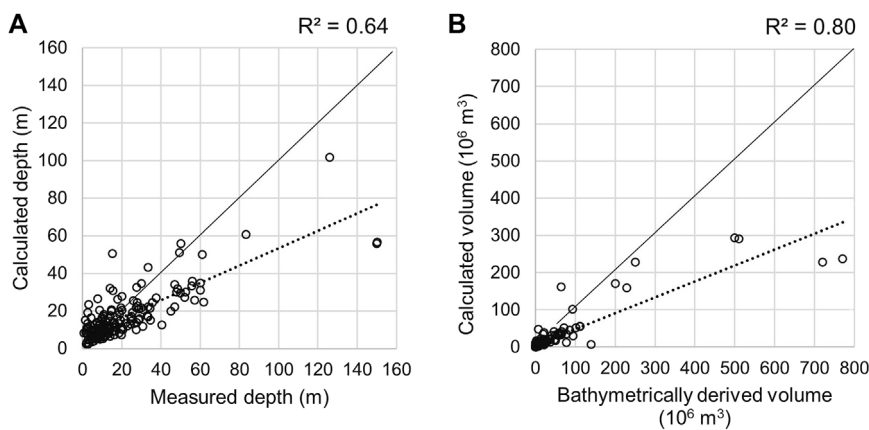 A
R² = 0.64
160
140
120
100
80
60
40
20
0
0 20 40 60 80 100 120 140 160
Calculated depth (m)
Measured depth (m)
B
R² = 0.80
800
700
600
500
400
300
200
100
0
0 100 200 300 400 500 600 700 800
Calculated volume (10⁶ m³)
Bathymetrically derived volume
(10⁶ m³)